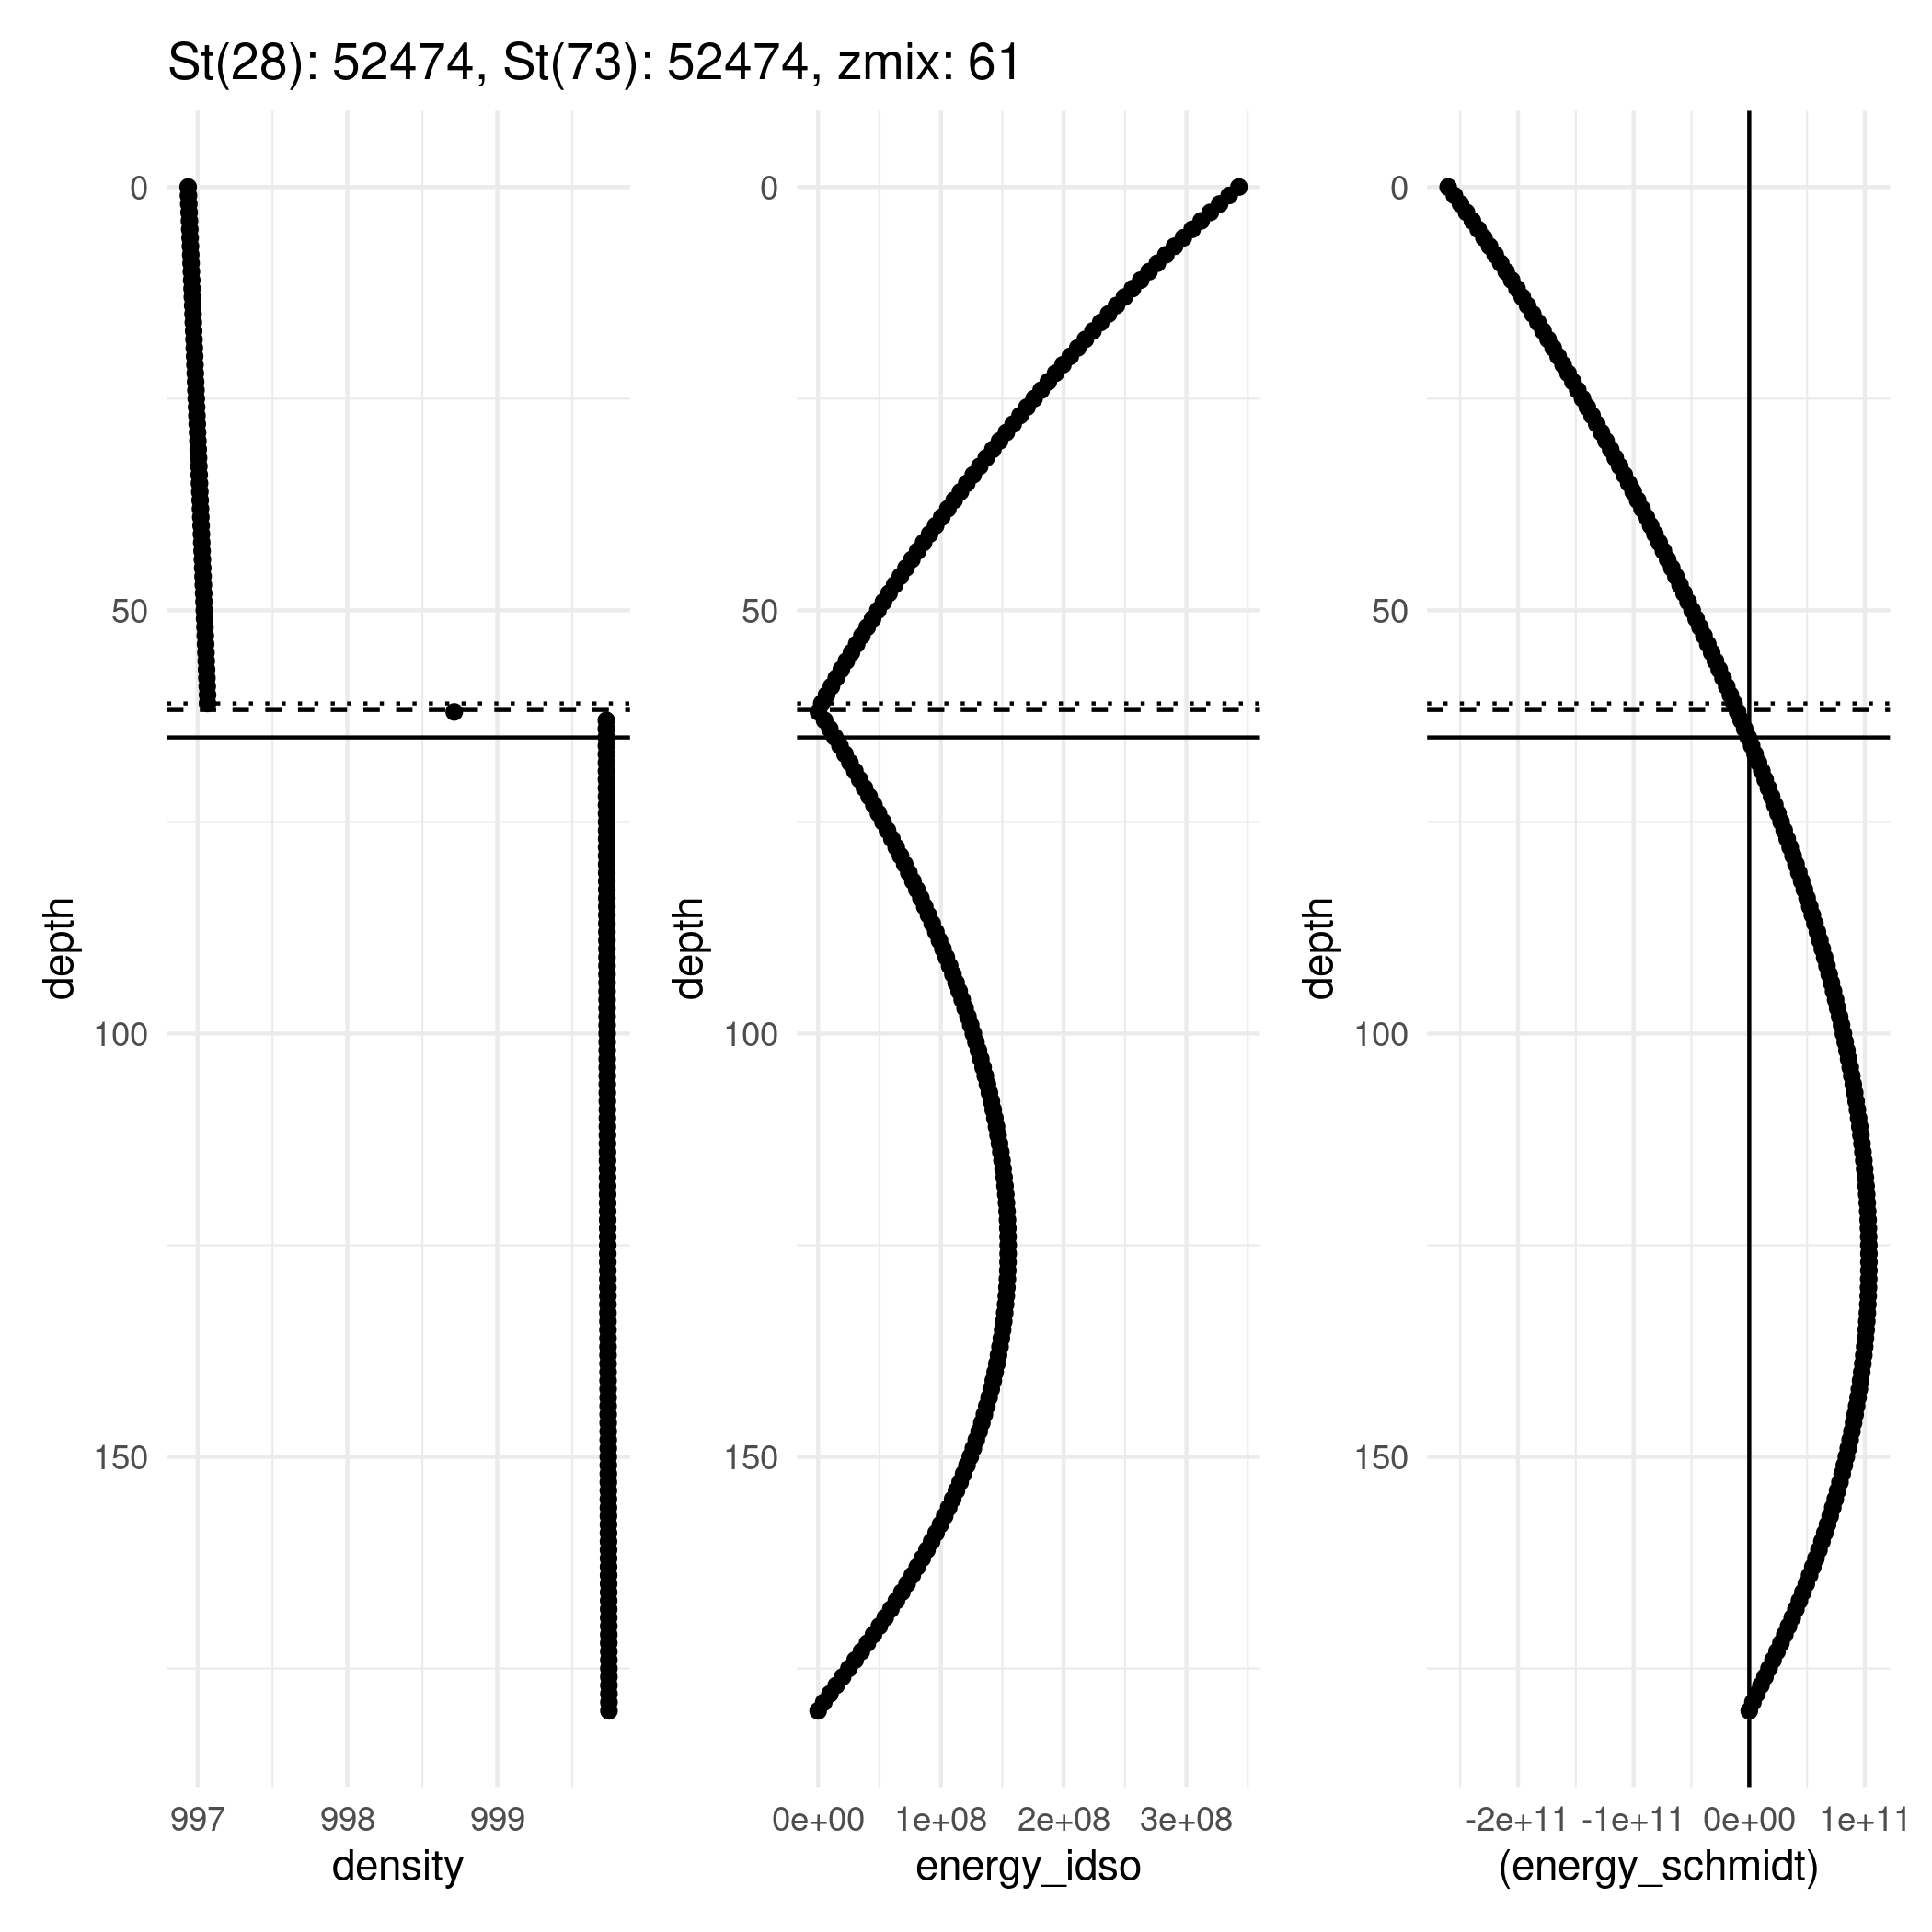 St(28): 52474, St(73): 52474, zmix: 61
0
50
100
150
depth
997 998 999
density
0
50
100
150
depth
0e+00 1e+08 2e+08 3e+08
energy_idso
0
50
100
150
depth
-2e+11 -1e+11 0e+00 1e+11
(energy_schmidt)